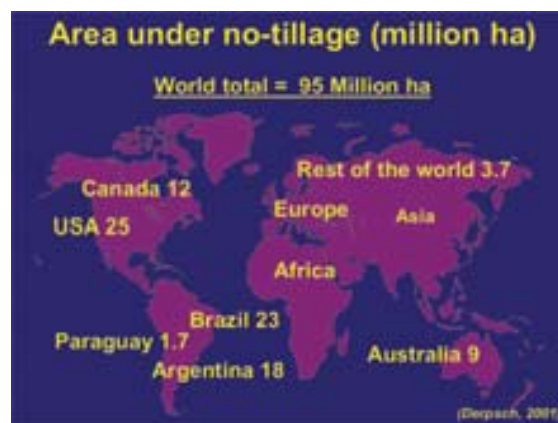 Area under no-tillage (million ha)
World total = 95 Million ha
Rest of the world 3.7
Canada 12
Europe
Asia
USA 25
Africa
Brazil 23
Paraguay 1.7
Australia 9
Argentina 18
(Derpsch, 2001)